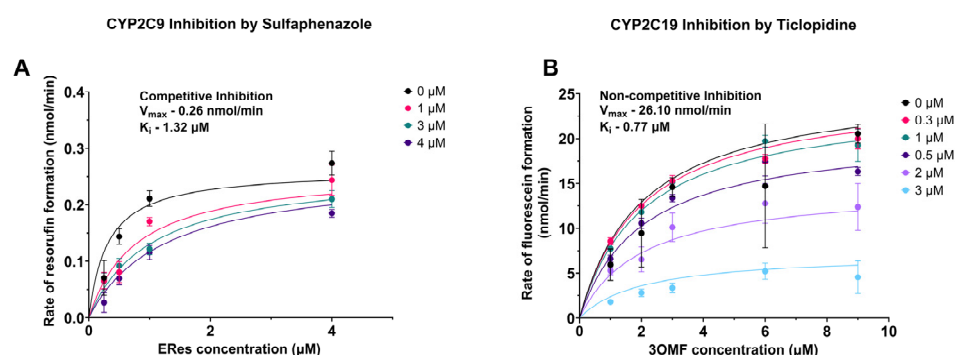 CYP2C9 Inhibition by Sulfaphenazole
CYP2C19 Inhibition by Ticlopidine
A
Rate of resorufin formation (nmol/min)
0.4
0.3
0.2
0.1
0.0
Competitive Inhibition
Vmax - 0.26 nmol/min
Ki - 1.32 µM
0 µM
1 µM
3 µM
4 µM
0
2
4
ERes concentration (µM)
B
Rate of fluorescein formation
(nmol/min)
25
20
15
10
5
0
Non-competitive Inhibition
Vmax - 26.10 nmol/min
Ki - 0.77 µM
0 µM
0.3 µM
1 µM
0.5 µM
2 µM
3 µM
0
2
4
6
8
10
3OMF concentration (µM)